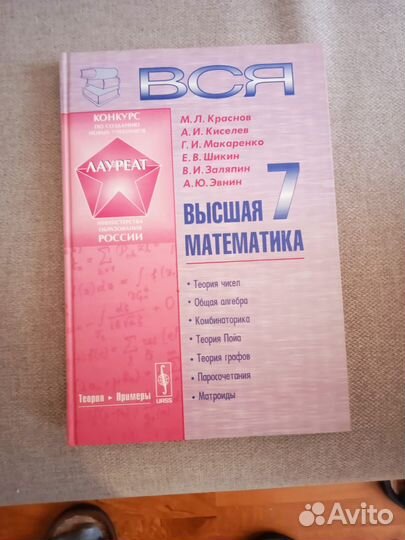 ВСЯ
КОНКУРС
ПО СОЗДАНИЮ
НОВЫХ УЧЕБНИКОВ
ЛАУРЕАТ
МИНИСТЕРСТВА
ОБРАЗОВАНИЯ
РОССИИ
М. Л. Краснов
А. И. Киселев
Г. И. Макаренко
Е. В. Шикин
В. И. Заляпин
А. Ю. Эвнин
ВЫСШАЯ 7
МАТЕМАТИКА
• Теория чисел
• Общая алгебра
• Комбинаторика
• Теория Пойа
• Теория графов
• Паросочетания
• Матроиды
Теория ▸ Примеры
URSS
Avito